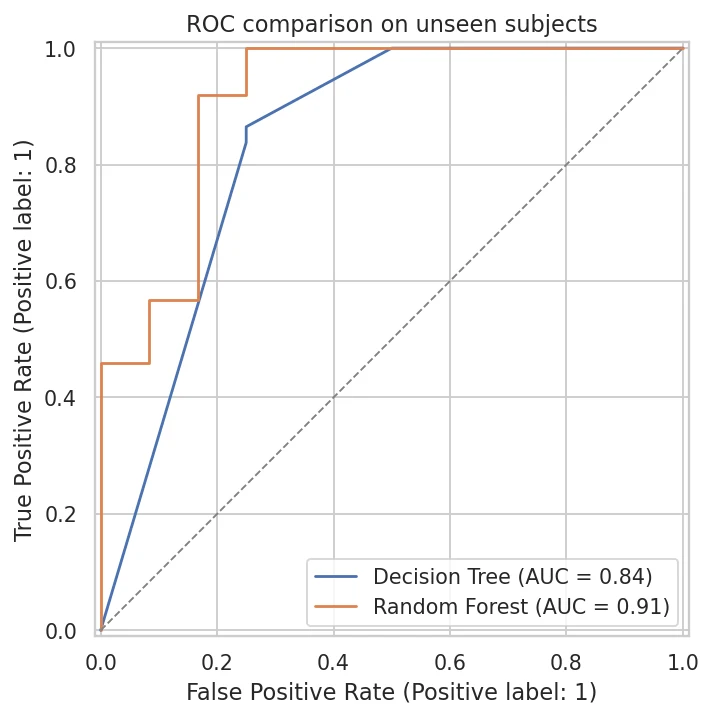 ROC comparison on unseen subjects
True Positive Rate (Positive label: 1)
1.0
0.8
0.6
0.4
0.2
0.0
Decision Tree (AUC = 0.84)
Random Forest (AUC = 0.91)
0.0 0.2 0.4 0.6 0.8 1.0
False Positive Rate (Positive label: 1)